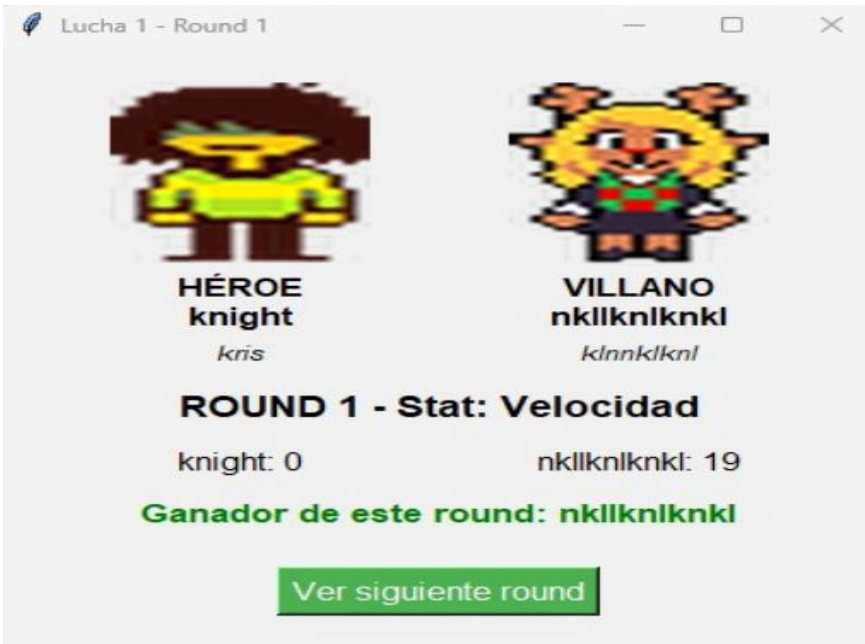 Lucha 1 - Round 1
HÉROE
knight
kris
VILLANO
nkllknlknkl
klnnklknl
ROUND 1 - Stat: Velocidad
knight: 0
nkllknlknkl: 19
Ganador de este round: nkllknlknkl
Ver siguiente round